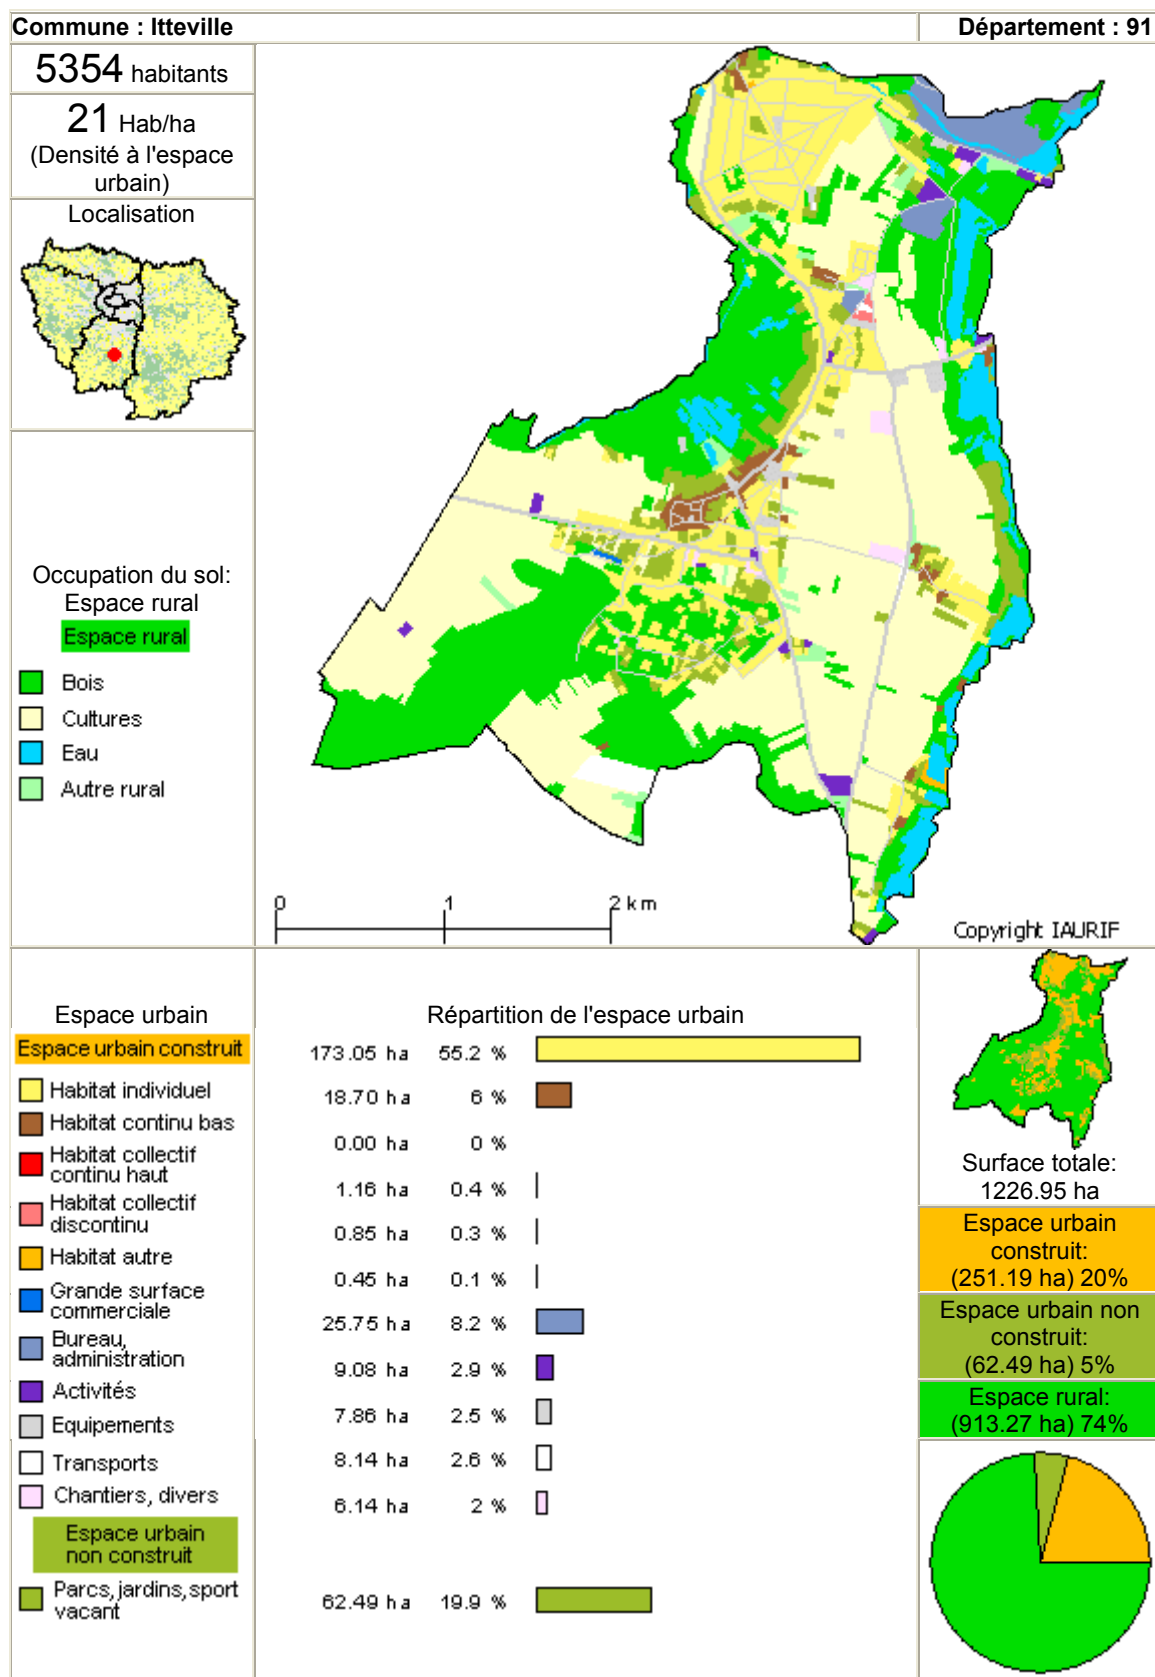 Commune : Itteville
Département : 91
5354 habitants
21 Hab/ha
(Densité à l'espace
urbain)
Localisation
Occupation du sol:
Espace rural
Espace rural
Bois
Cultures
Eau
Autre rural
0 1 2 km
Copyright IAURIF
Espace urbain
Espace urbain construit
Habitat individuel
Habitat continu bas
Habitat collectif
continu haut
Habitat collectif
discontinu
Habitat autre
Grande surface
commerciale
Bureau,
administration
Activités
Equipements
Transports
Chantiers, divers
Espace urbain
non construit
Parcs, jardins, sport
vacant
Répartition de l'espace urbain
173.05 ha 55.2 %
18.70 ha 6 %
0.00 ha 0 %
1.16 ha 0.4 %
0.85 ha 0.3 %
0.45 ha 0.1 %
25.75 ha 8.2 %
9.08 ha 2.9 %
7.86 ha 2.5 %
8.14 ha 2.6 %
6.14 ha 2 %
62.49 ha 19.9 %
Surface totale:
1226.95 ha
Espace urbain
construit:
(251.19 ha) 20%
Espace urbain non
construit:
(62.49 ha) 5%
Espace rural:
(913.27 ha) 74%